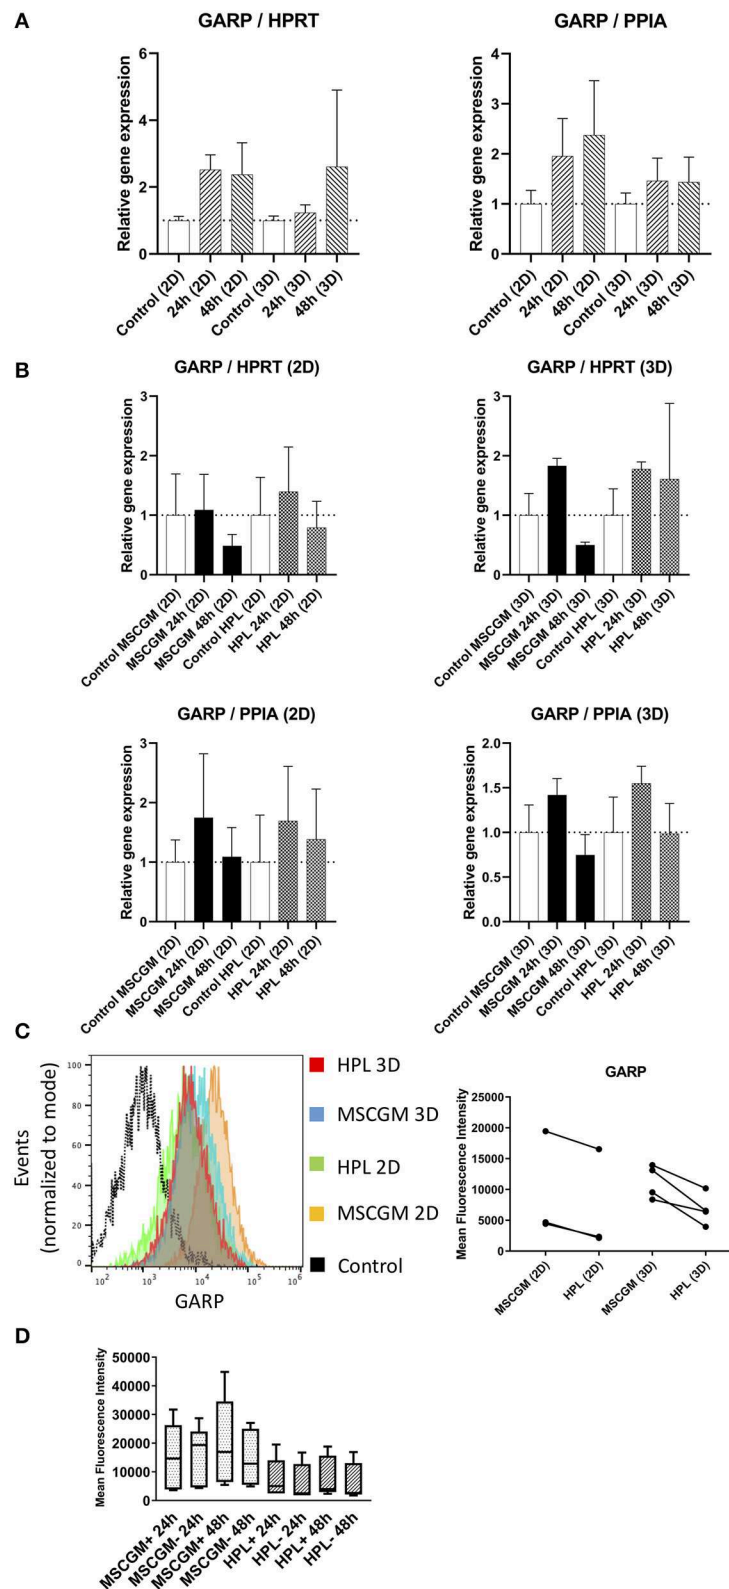 A
GARP / HPRT
Relative gene expression
6
4
2
0
Control (2D)
24h (2D)
48h (2D)
Control (3D)
24h (3D)
48h (3D)
GARP / PPIA
Relative gene expression
4
3
2
1
0
Control (2D)
24h (2D)
48h (2D)
Control (3D)
24h (3D)
48h (3D)
B
GARP / HPRT (2D)
Relative gene expression
3
2
1
0
Control MSCGM (2D)
MSCGM 24h (2D)
MSCGM 48h (2D)
Control HPL (2D)
HPL 24h (2D)
HPL 48h (2D)
GARP / HPRT (3D)
Relative gene expression
3
2
1
0
Control MSCGM (3D)
MSCGM 24h (3D)
MSCGM 48h (3D)
Control HPL (3D)
HPL 24h (3D)
HPL 48h (3D)
GARP / PPIA (2D)
Relative gene expression
3
2
1
0
Control MSCGM (2D)
MSCGM 24h (2D)
MSCGM 48h (2D)
Control HPL (2D)
HPL 24h (2D)
HPL 48h (2D)
GARP / PPIA (3D)
Relative gene expression
2.0
1.5
1.0
0.5
0.0
Control MSCGM (3D)
MSCGM 24h (3D)
MSCGM 48h (3D)
Control HPL (3D)
HPL 24h (3D)
HPL 48h (3D)
C
Events
(normalized to mode)
100
80
60
40
20
0
10²
10³
10⁴
10⁵
10⁶
GARP
HPL 3D
MSCGM 3D
HPL 2D
MSCGM 2D
Control
GARP
Mean Fluorescence Intensity
25000
20000
15000
10000
5000
0
MSCGM (2D)
HPL (2D)
MSCGM (3D)
HPL (3D)
D
Mean Fluorescence Intensity
50000
40000
30000
20000
10000
0
MSCGM+ 24h
MSCGM- 24h
MSCGM+ 48h
MSCGM- 48h
HPL+ 24h
HPL- 24h
HPL+ 48h
HPL- 48h